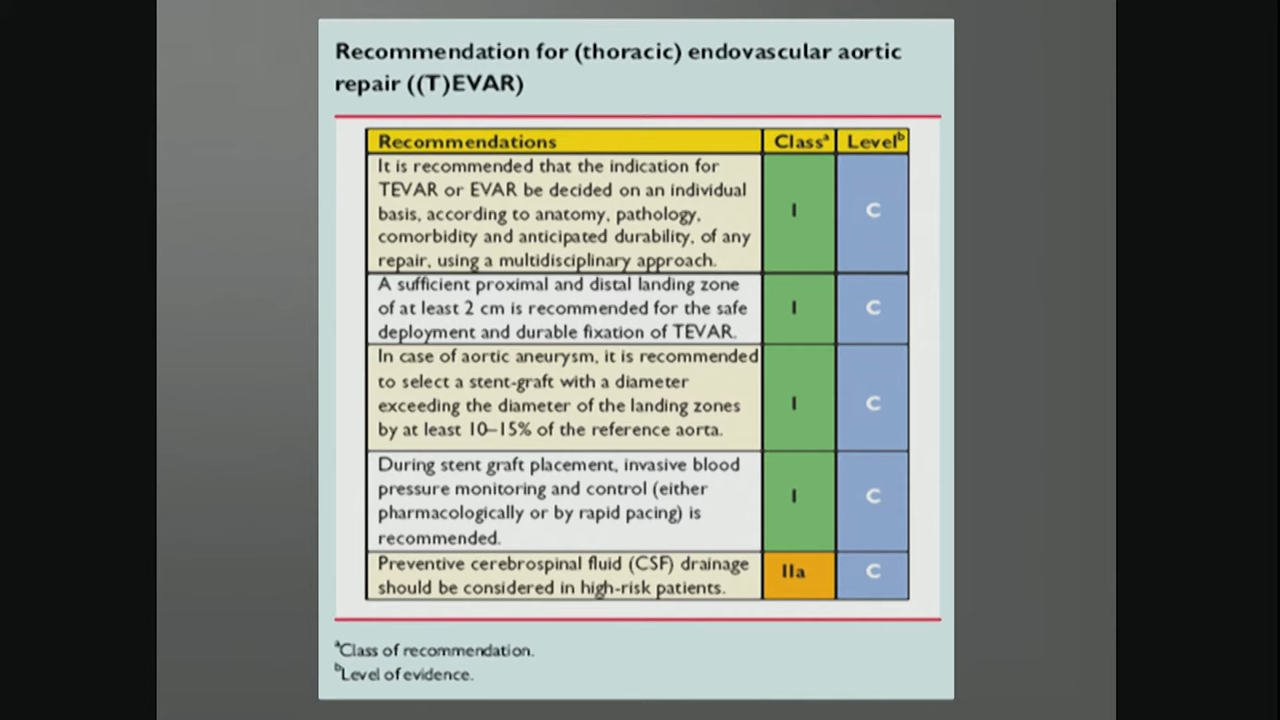 Recommendation for (thoracic) endovascular aortic
repair ((T)EVAR)
Recommendations Classᵃ Levelᵇ
It is recommended that the indication for
TEVAR or EVAR be decided on an individual
basis, according to anatomy, pathology,
comorbidity and anticipated durability, of any
repair, using a multidisciplinary approach.
I C
A sufficient proximal and distal landing zone
of at least 2 cm is recommended for the safe
deployment and durable fixation of TEVAR.
I C
In case of aortic aneurysm, it is recommended
to select a stent-graft with a diameter
exceeding the diameter of the landing zones
by at least 10–15% of the reference aorta.
I C
During stent graft placement, invasive blood
pressure monitoring and control (either
pharmacologically or by rapid pacing) is
recommended.
I C
Preventive cerebrospinal fluid (CSF) drainage
should be considered in high-risk patients.
IIa C
ᵃClass of recommendation.
ᵇLevel of evidence.